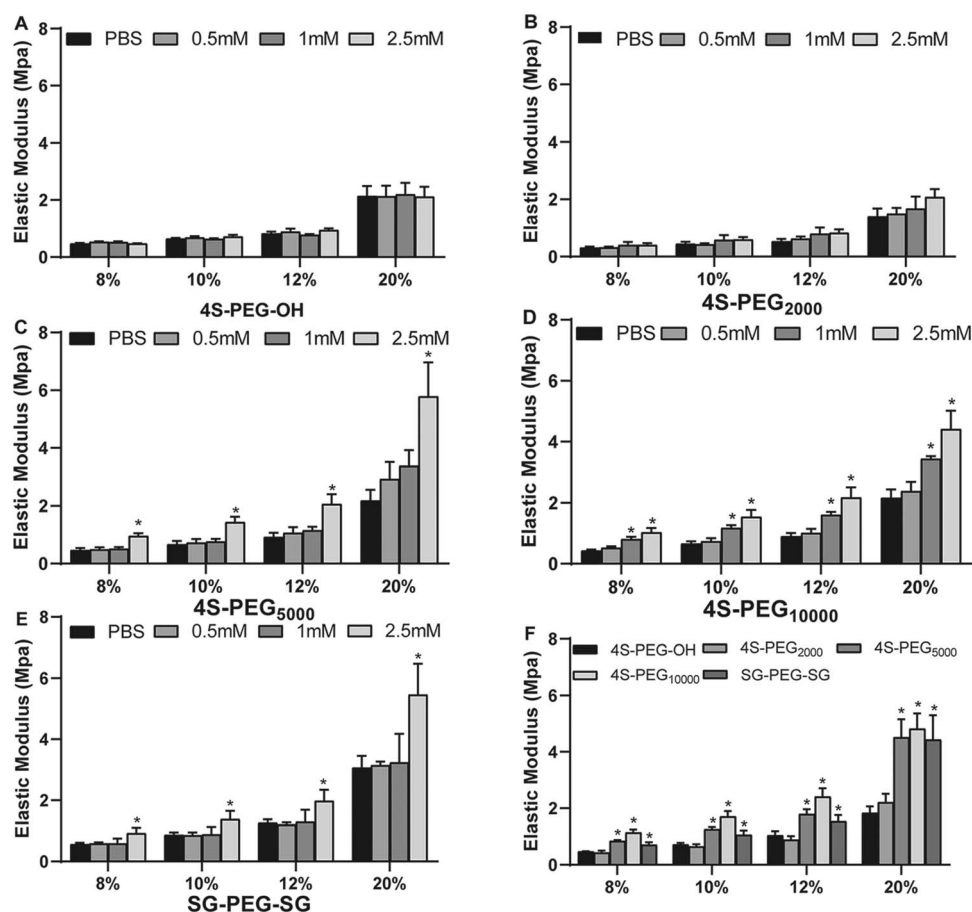 A
PBS 0.5mM 1mM 2.5mM
Elastic Modulus (Mpa)
8
6
4
2
0
8% 10% 12% 20%
4S-PEG-OH
B
PBS 0.5mM 1mM 2.5mM
Elastic Modulus (Mpa)
8
6
4
2
0
8% 10% 12% 20%
4S-PEG2000
C
PBS 0.5mM 1mM 2.5mM
Elastic Modulus (Mpa)
8
6
4
2
0
* * * *
8% 10% 12% 20%
4S-PEG5000
D
PBS 0.5mM 1mM 2.5mM
Elastic Modulus (Mpa)
8
6
4
2
0
* * * * * * * *
8% 10% 12% 20%
4S-PEG10000
E
PBS 0.5mM 1mM 2.5mM
Elastic Modulus (Mpa)
8
6
4
2
0
* * * *
8% 10% 12% 20%
SG-PEG-SG
F
4S-PEG-OH 4S-PEG2000 4S-PEG5000
4S-PEG10000 SG-PEG-SG
Elastic Modulus (Mpa)
8
6
4
2
0
* * * * * * * * * * * *
8% 10% 12% 20%